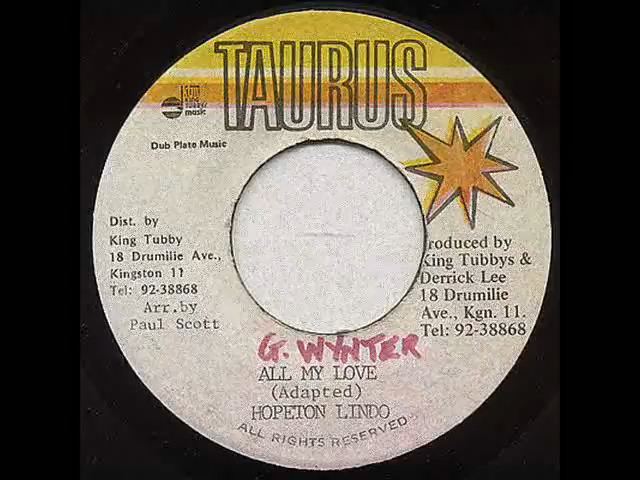 TAURUS
music
Dub Plate Music
Dist. by
King Tubby
18 Drumilie Ave.,
Kingston 11
Tel: 92-38868
Arr.by
Paul Scott
roduced by
King Tubbys &
Derrick Lee
18 Drumilie
Ave., Kgn. 11.
Tel: 92-38868
G. WYNTER
ALL MY LOVE
(Adapted)
HOPETON LINDO
ALL RIGHTS RESERVED